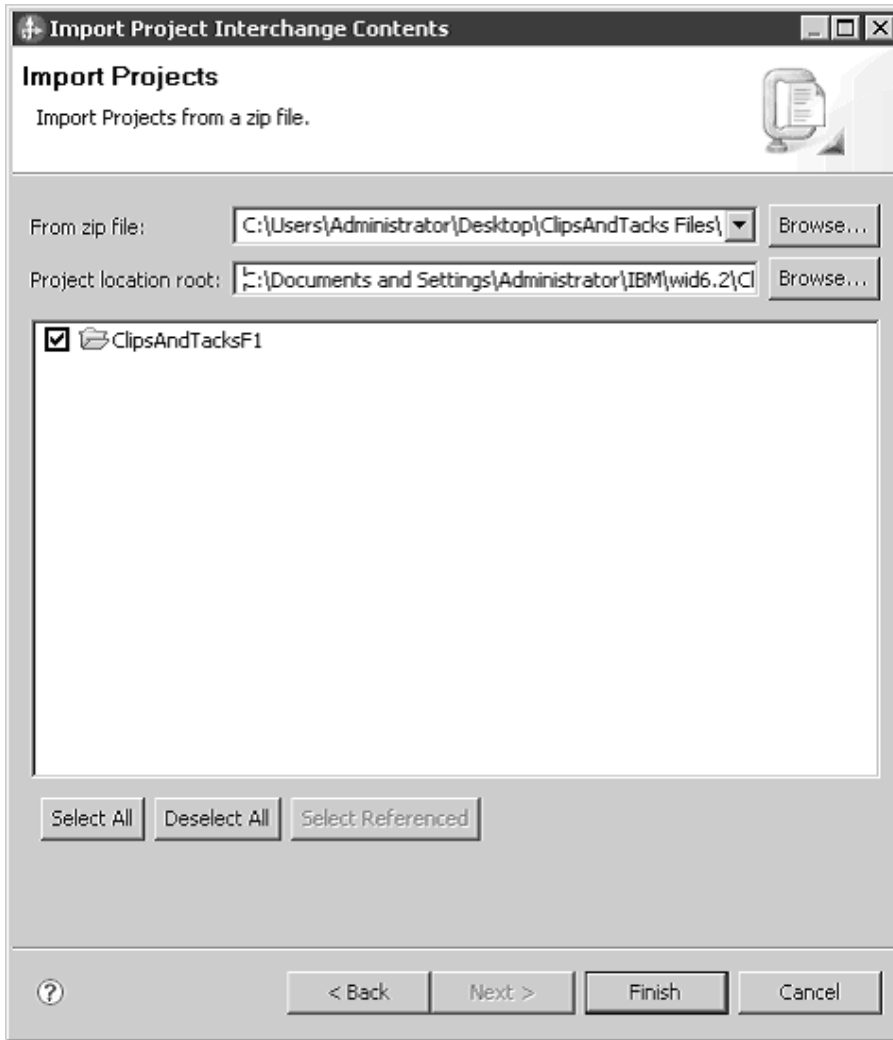 Import Project Interchange Contents
Import Projects
Import Projects from a zip file.
From zip file: C:\Users\Administrator\Desktop\ClipsAndTacks Files\ Browse...
Project location root: C:\Documents and Settings\Administrator\IBM\wid6.2\Cl Browse...
ClipsAndTacksF1
Select All Deselect All Select Referenced
? < Back Next > Finish Cancel